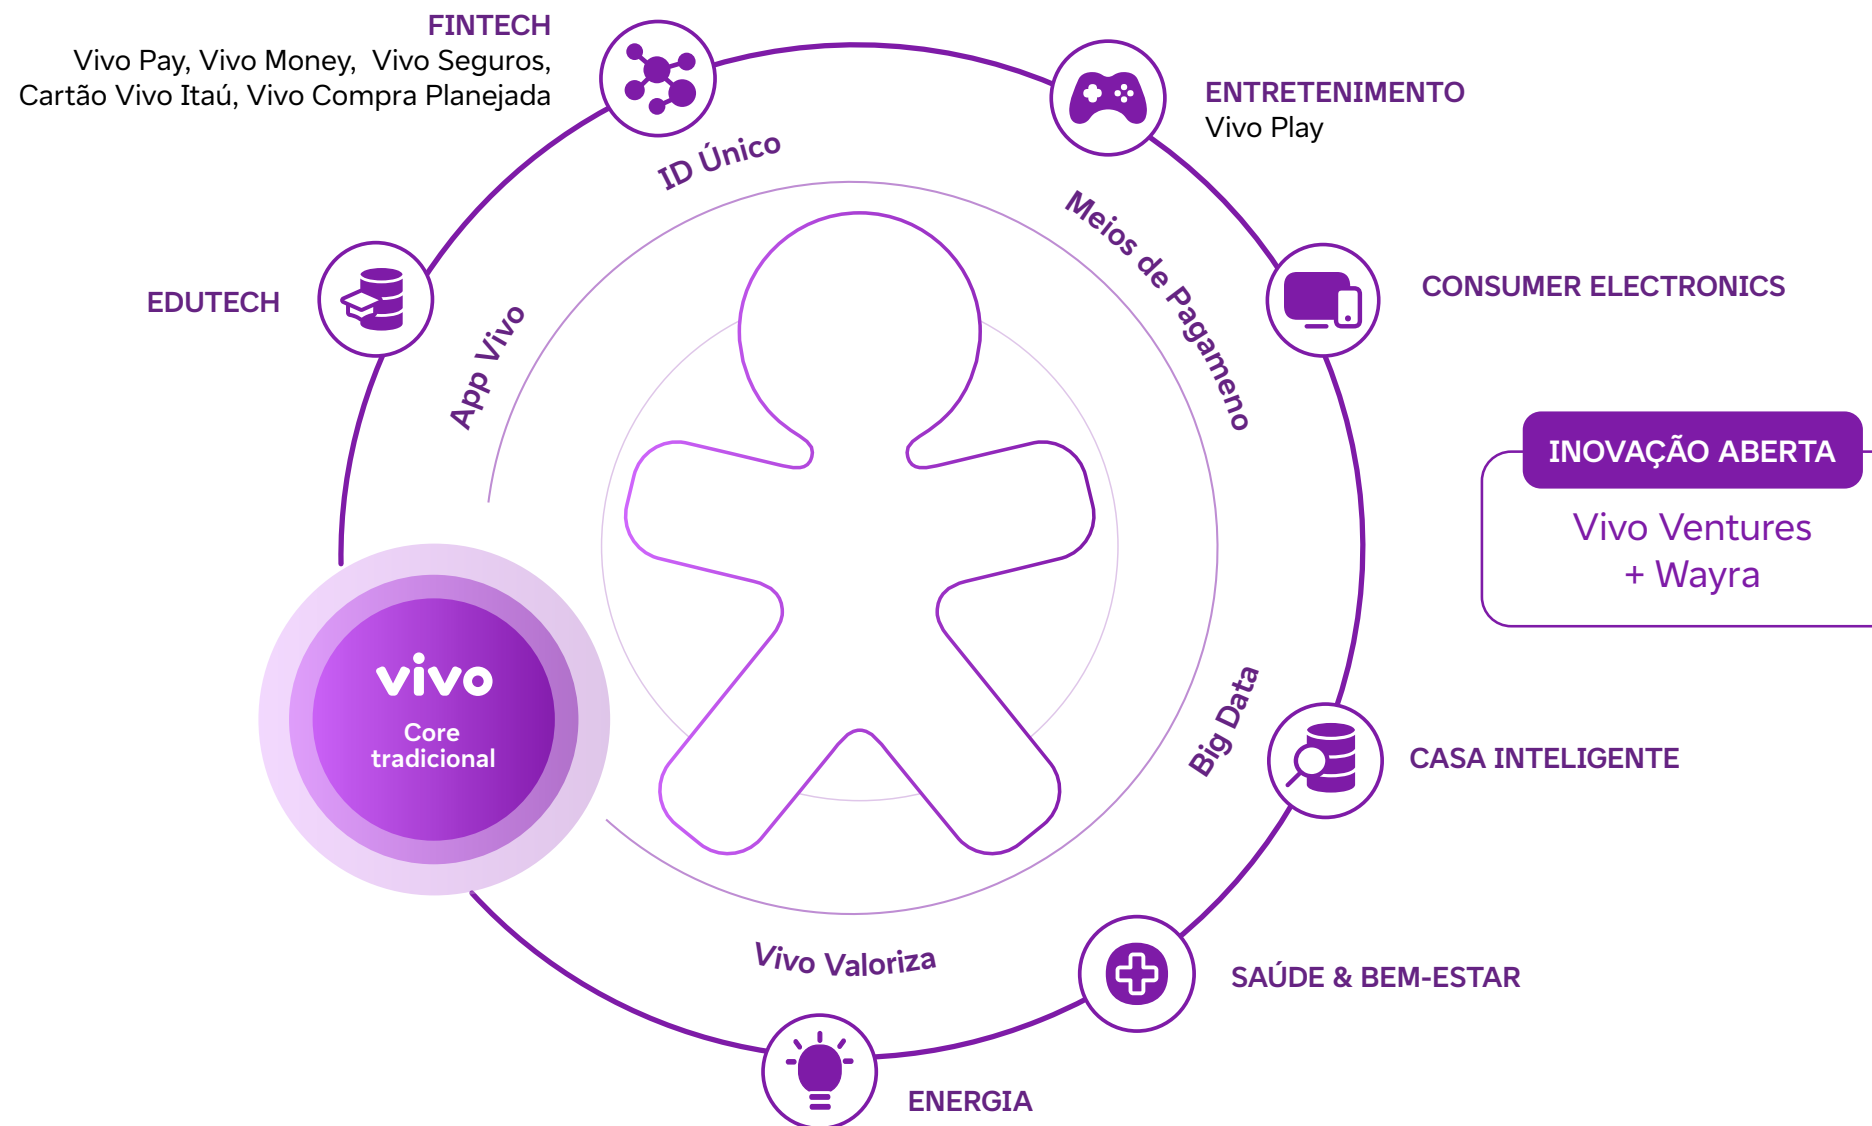 FINTECH
Vivo Pay, Vivo Money, Vivo Seguros,
Cartão Vivo Itaú, Vivo Compra Planejada
ENTRETENIMENTO
Vivo Play
ID Único
Meios de Pagameno
EDUTECH
App Vivo
CONSUMER ELECTRONICS
INOVAÇÃO ABERTA
Vivo Ventures
+ Wayra
vivo
Core
tradicional
Big Data
CASA INTELIGENTE
Vivo Valoriza
SAÚDE & BEM-ESTAR
ENERGIA